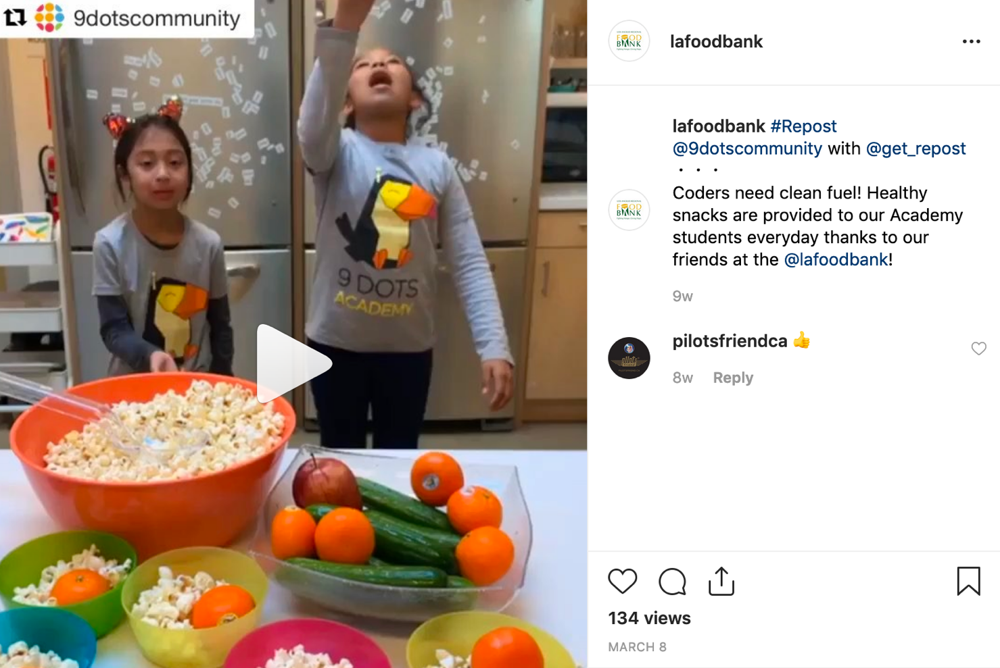 9dotscommunity
9 DOTS
ACADEMY
lafoodbank
FOOD
BANK
lafoodbank #Repost
@9dotscommunity with @get_repost
・・・
Coders need clean fuel! Healthy
snacks are provided to our Academy
students everyday thanks to our
friends at the @lafoodbank!
FOOD
BANK
9w
pilotsfriendca 👍
8w Reply
134 views
MARCH 8